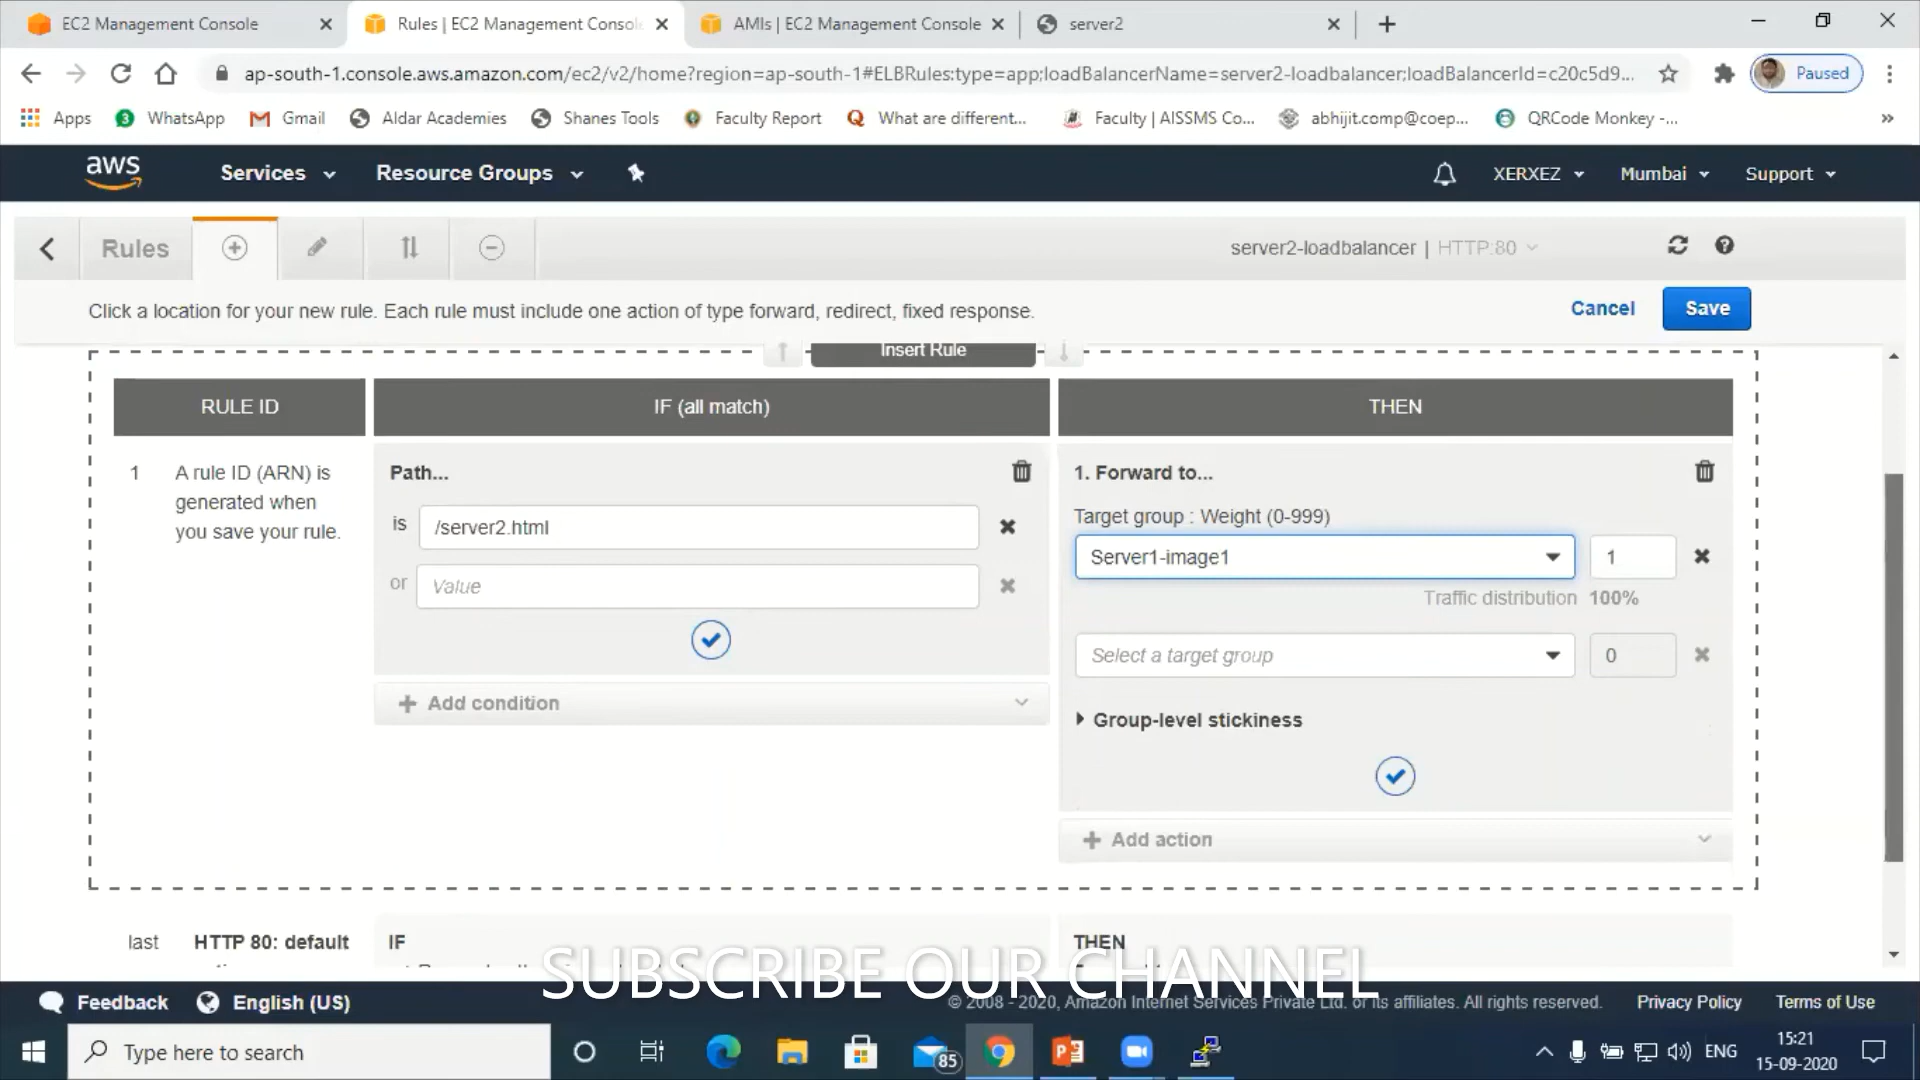 EC2 Management Console
Rules | EC2 Management Consol
AMIs | EC2 Management Console
server2
ap-south-1.console.aws.amazon.com/ec2/v2/home?region=ap-south-1#ELBRules:type=app;loadBalancerName=server2-loadbalancer;loadBalancerId=c20c5d9...
Paused
Apps
WhatsApp
Gmail
Aldar Academies
Shanes Tools
Faculty Report
What are different...
Faculty | AISSMS Co...
abhijit.comp@coep...
QRCode Monkey -...
aws
Services
Resource Groups
XERXEZ
Mumbai
Support
Rules
server2-loadbalancer | HTTP:80
Click a location for your new rule. Each rule must include one action of type forward, redirect, fixed response.
Cancel
Save
Insert Rule
RULE ID
IF (all match)
THEN
1
A rule ID (ARN) is
generated when
you save your rule.
Path...
is
/server2.html
or
Value
Add condition
1. Forward to...
Target group : Weight (0-999)
Server1-image1
1
Traffic distribution 100%
Select a target group
0
Group-level stickiness
Add action
last
HTTP 80: default
IF
THEN
SUBSCRIBE OUR CHANNEL
Feedback
English (US)
© 2008 - 2020, Amazon Internet Services Private Ltd. or its affiliates. All rights reserved.
Privacy Policy
Terms of Use
Type here to search
85
ENG
15:21
15-09-2020